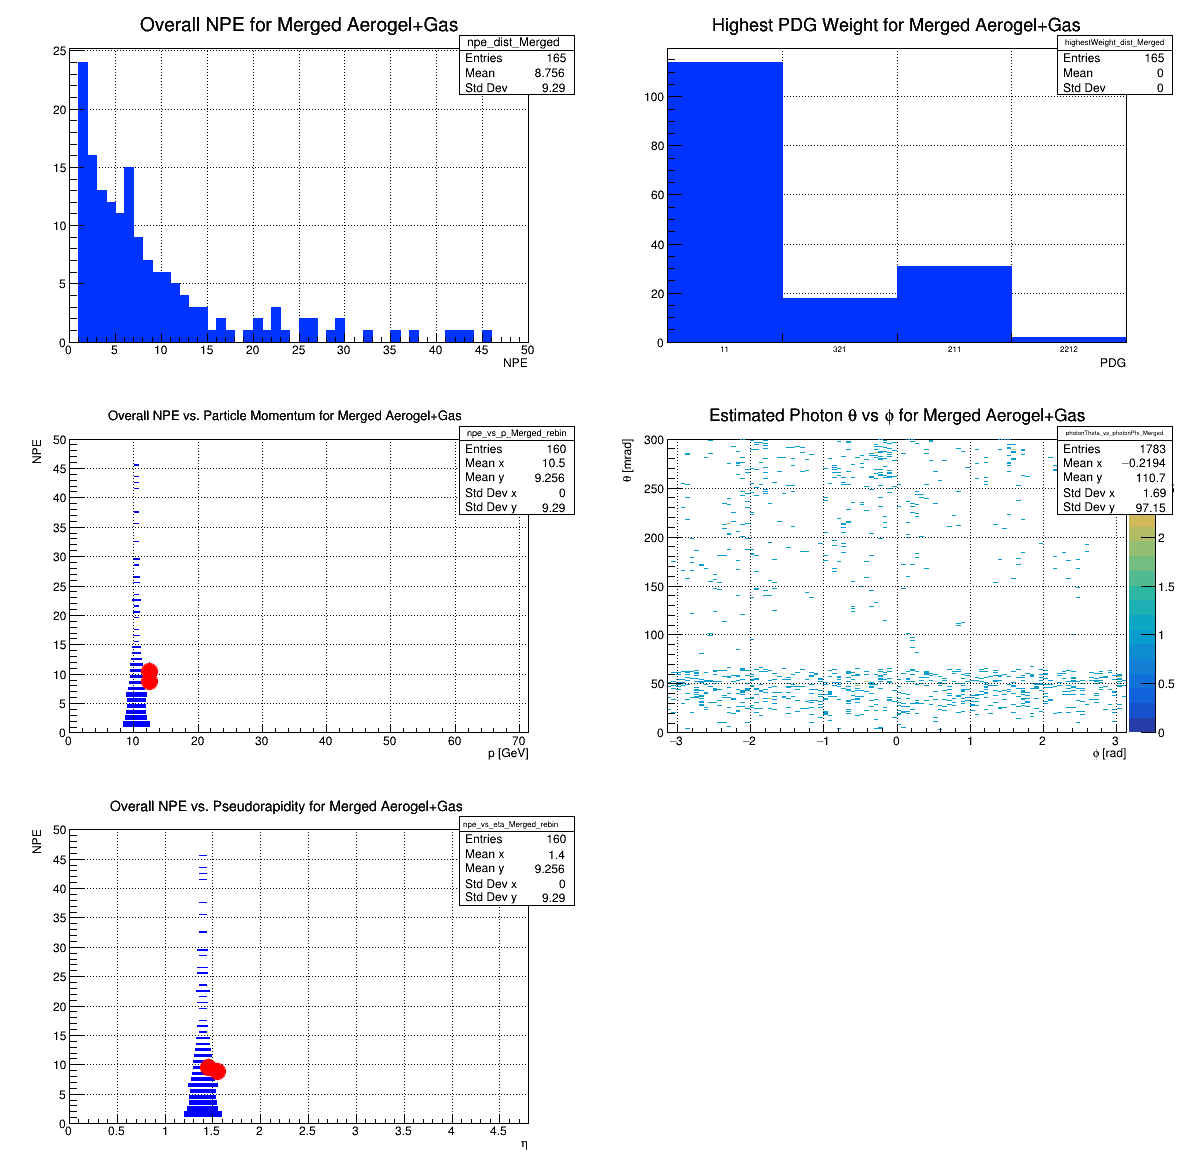 Overall NPE for Merged Aerogel+Gas
npe_dist_Merged
Entries 165
Mean 8.756
Std Dev 9.29
25
20
15
10
5
0
0 5 10 15 20 25 30 35 40 45 50
NPE
Highest PDG Weight for Merged Aerogel+Gas
highestWeight_dist_Merged
Entries 165
Mean 0
Std Dev 0
100
80
60
40
20
0
11 321 211 2212
PDG
Overall NPE vs. Particle Momentum for Merged Aerogel+Gas
NPE
npe_vs_p_Merged_rebin
Entries 160
Mean x 10.5
Mean y 9.256
Std Dev x 0
Std Dev y 9.29
50
45
40
35
30
25
20
15
10
5
0
0 10 20 30 40 50 60 70
p [GeV]
Estimated Photon θ vs ϕ for Merged Aerogel+Gas
θ [mrad]
photonTheta_vs_photonPhi_Merged
Entries 1783
Mean x −0.2194
Mean y 110.7
Std Dev x 1.69
Std Dev y 97.15
300
250
200
150
100
50
0
−3 −2 −1 0 1 2 3
ϕ [rad]
2
1.5
1
0.5
0
Overall NPE vs. Pseudorapidity for Merged Aerogel+Gas
NPE
npe_vs_eta_Merged_rebin
Entries 160
Mean x 1.4
Mean y 9.256
Std Dev x 0
Std Dev y 9.29
50
45
40
35
30
25
20
15
10
5
0
0 0.5 1 1.5 2 2.5 3 3.5 4 4.5
η